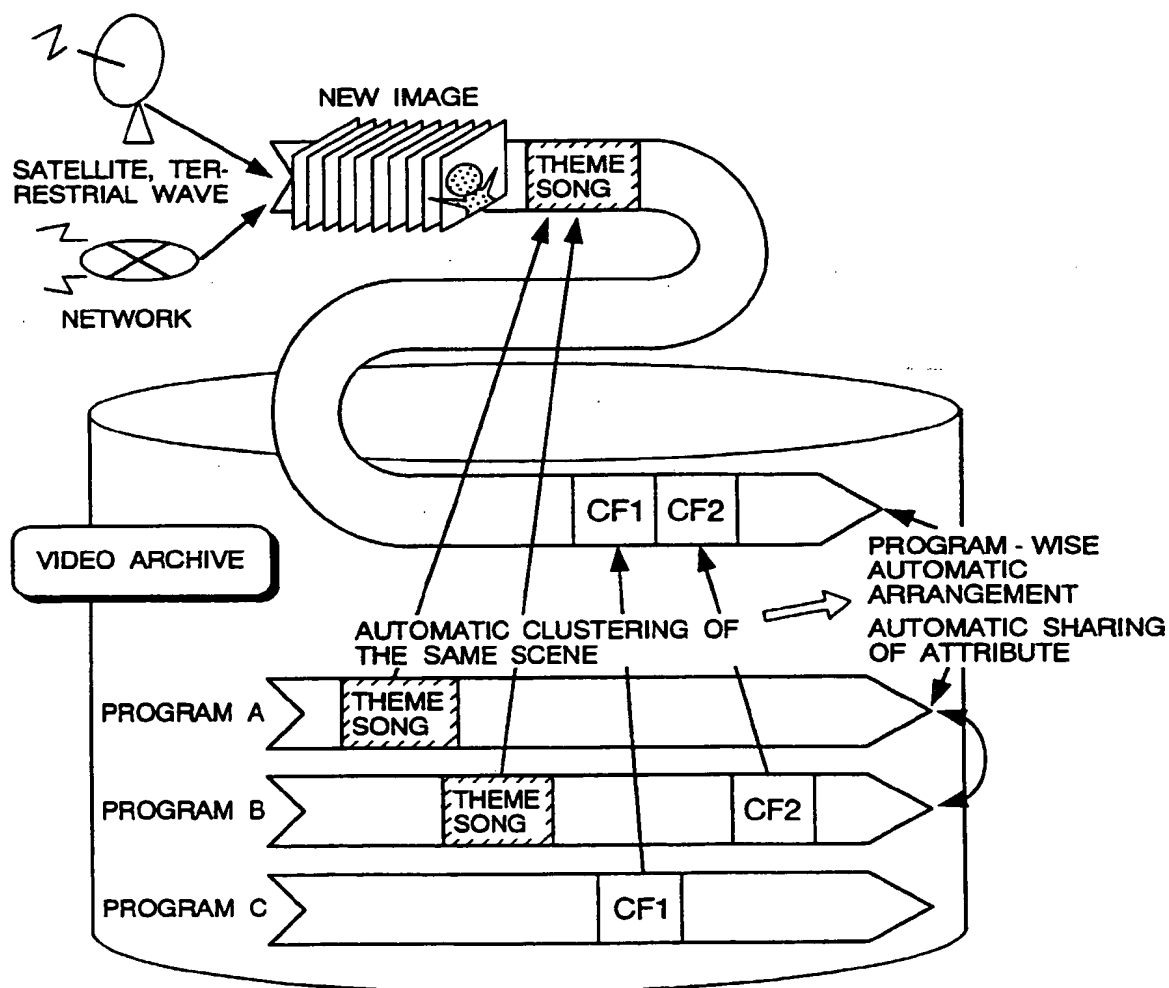 NEW IMAGE
SATELLITE, TER-
RESTRIAL WAVE
THEME
SONG
NETWORK
CF1 CF2
VIDEO ARCHIVE
PROGRAM - WISE
AUTOMATIC
ARRANGEMENT
AUTOMATIC SHARING
OF ATTRIBUTE
AUTOMATIC CLUSTERING OF
THE SAME SCENE
PROGRAM A
THEME
SONG
PROGRAM B
THEME
SONG
CF2
PROGRAM C
CF1